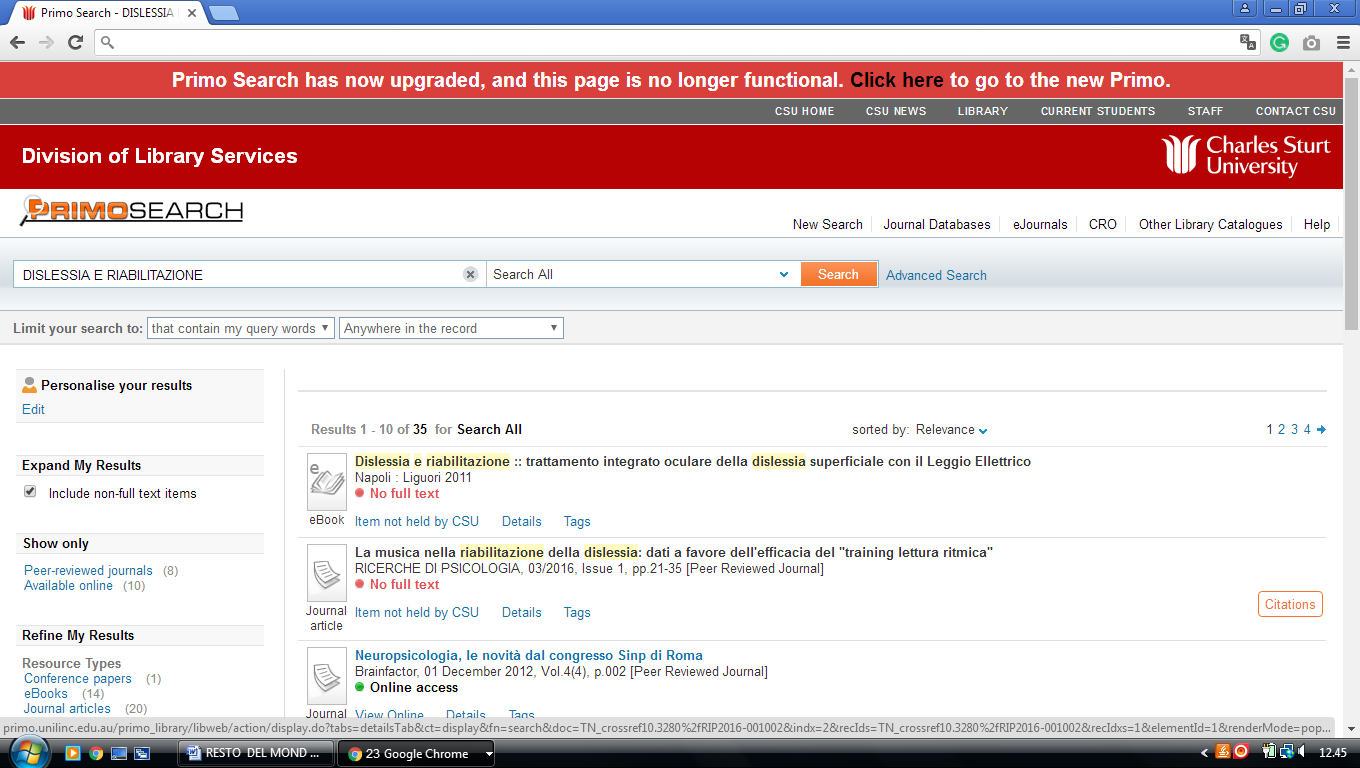 Primo Search - DISLESSIA
Primo Search has now upgraded, and this page is no longer functional. Click here to go to the new Primo.
CSU HOME CSU NEWS LIBRARY CURRENT STUDENTS STAFF CONTACT CSU
Division of Library Services
Charles Sturt
University
PRIMOSEARCH
New Search Journal Databases eJournals CRO Other Library Catalogues Help
DISLESSIA E RIABILITAZIONE Search All Search Advanced Search
Limit your search to: that contain my query words Anywhere in the record
Personalise your results
Edit
Expand My Results
Include non-full text items
Show only
Peer-reviewed journals (8)
Available online (10)
Refine My Results
Resource Types
Conference papers (1)
eBooks (14)
Journal articles (20)
Results 1 - 10 of 35 for Search All sorted by: Relevance 1 2 3 4
Dislessia e riabilitazione :: trattamento integrato oculare della dislessia superficiale con il Leggio Ellettrico
Napoli : Liguori 2011
No full text
eBook
Item not held by CSU Details Tags
La musica nella riabilitazione della dislessia: dati a favore dell'efficacia del "training lettura ritmica"
RICERCHE DI PSICOLOGIA, 03/2016, Issue 1, pp.21-35 [Peer Reviewed Journal]
No full text
Journal
article
Item not held by CSU Details Tags
Citations
Neuropsicologia, le novità dal congresso Sinp di Roma
Brainfactor, 01 December 2012, Vol.4(4), p.002 [Peer Reviewed Journal]
Online access
Journal
View Online Details Tags
primo.unilinc.edu.au/primo_library/libweb/action/display.do?tabs=detailsTab&ct=display&fn=search&doc=TN_crossref10.3280%2fRIP2016-001002&indx=2&recIds=TN_crossref10.3280%2fRIP2016-001002&recIdxs=1&elementId=1&renderMode=pop...
RESTO DEL MOND... 23 Google Chrome 12.45